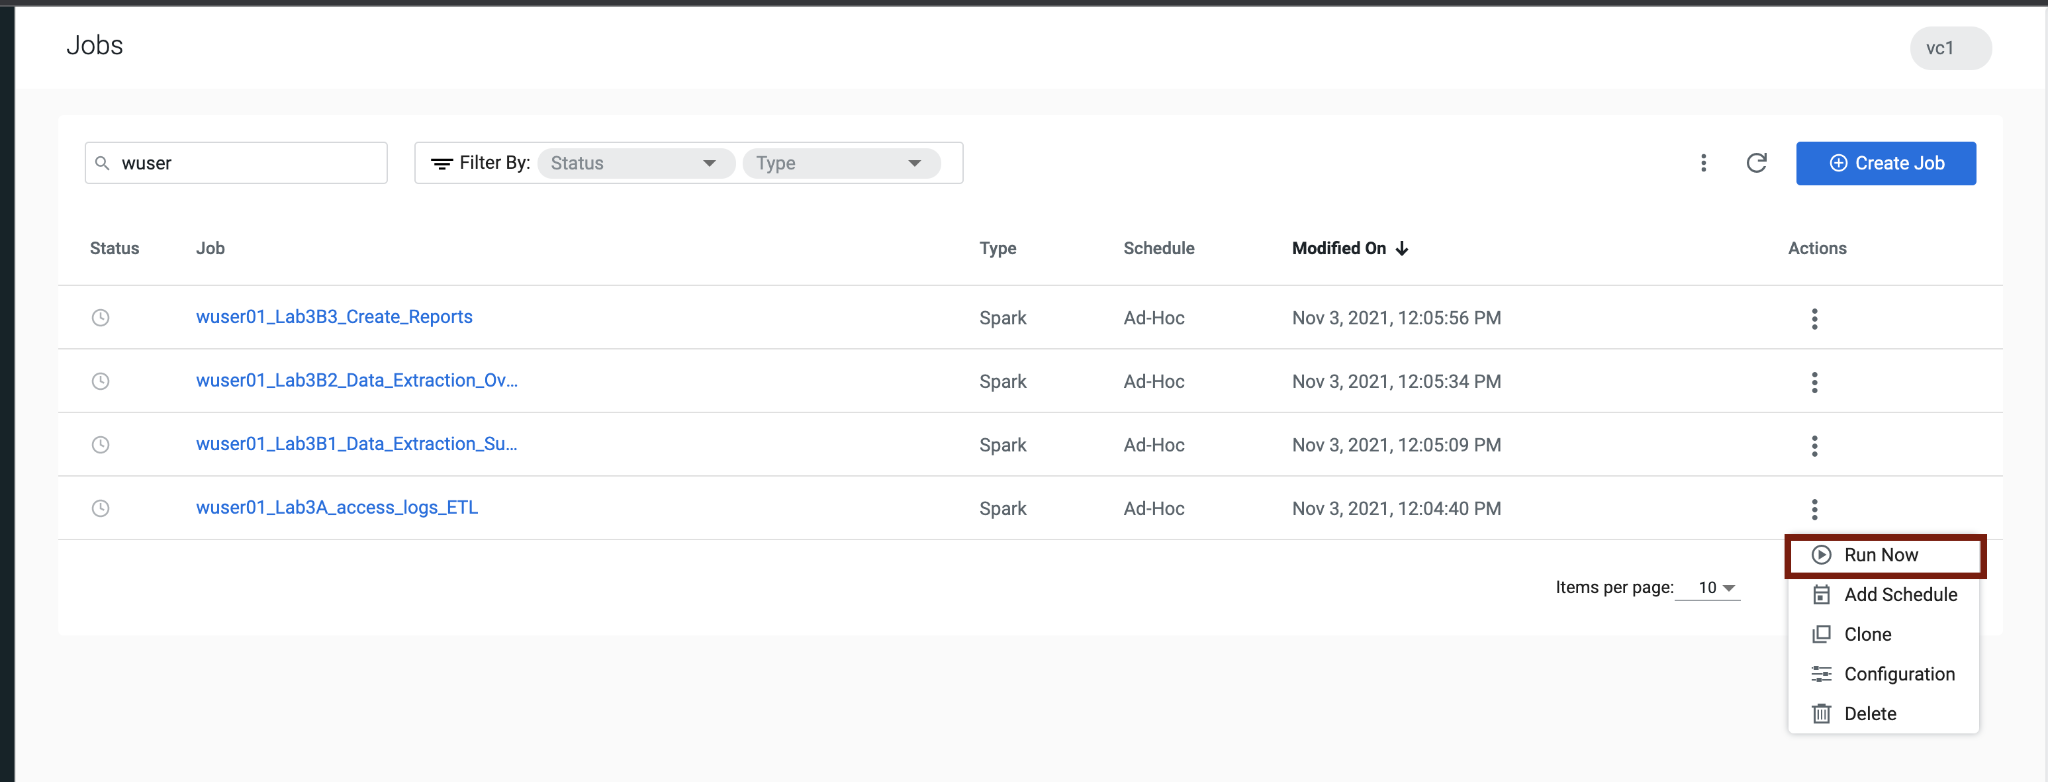 Jobs
vc1
wuser
Filter By: Status Type
Create Job
Status Job Type Schedule Modified On Actions
wuser01_Lab3B3_Create_Reports Spark Ad-Hoc Nov 3, 2021, 12:05:56 PM
wuser01_Lab3B2_Data_Extraction_Ov... Spark Ad-Hoc Nov 3, 2021, 12:05:34 PM
wuser01_Lab3B1_Data_Extraction_Su... Spark Ad-Hoc Nov 3, 2021, 12:05:09 PM
wuser01_Lab3A_access_logs_ETL Spark Ad-Hoc Nov 3, 2021, 12:04:40 PM
Run Now
Items per page: 10
Add Schedule
Clone
Configuration
Delete